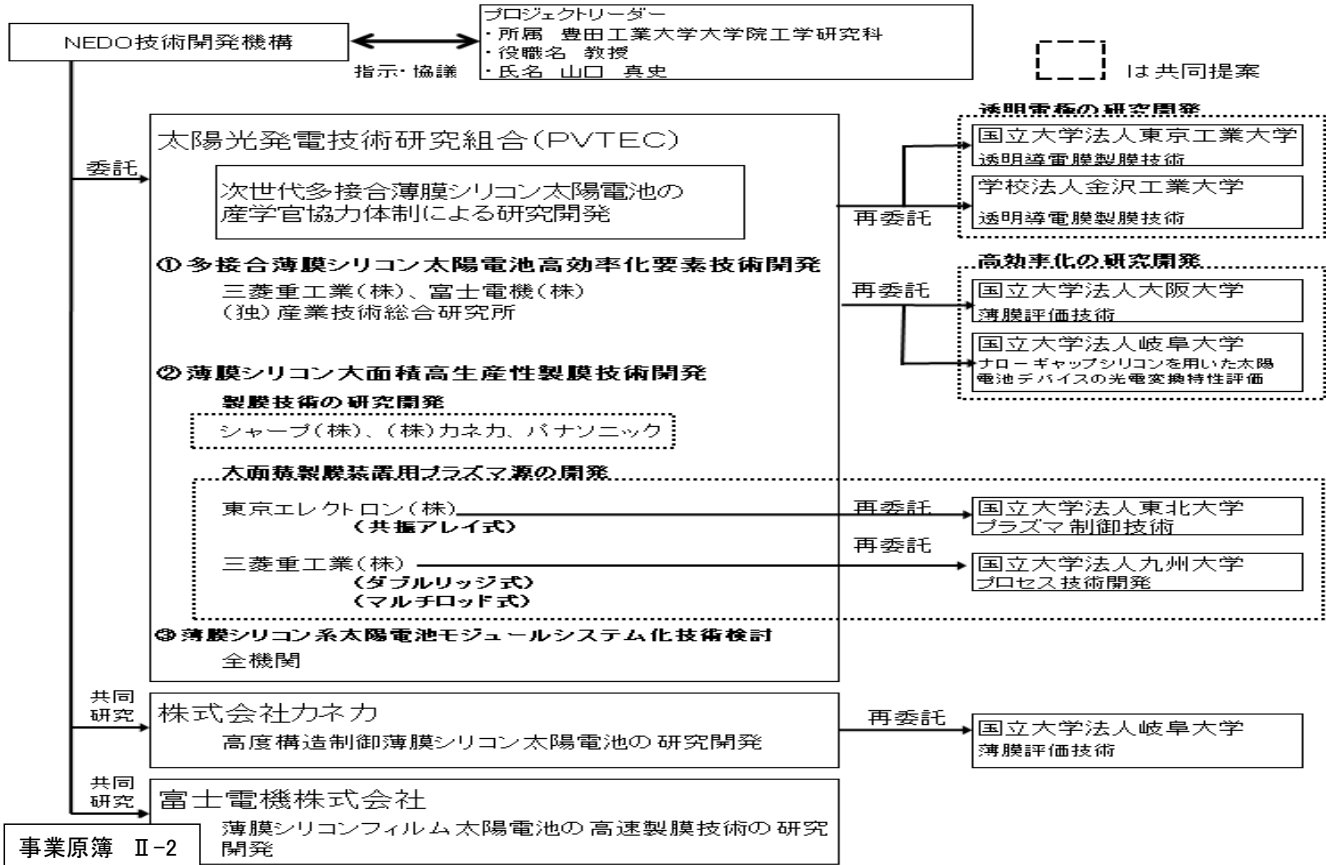 NEDO技術開発機構
指示・協議
プロジェクトリーダー
・所属 豊田工業大学大学院工学研究科
・役職名 教授
・氏名 山口 真史
は共同提案
委託
太陽光発電技術研究組合(PVTEC)
次世代多接合薄膜シリコン太陽電池の
産学官協力体制による研究開発
①多接合薄膜シリコン太陽電池高効率化要素技術開発
三菱重工業(株)、富士電機(株)
(独)産業技術総合研究所
②薄膜シリコン大面積高生産性製膜技術開発
製膜技術の研究開発
シャープ(株)、(株)カネカ、パナソニック
大面積製膜装置用プラズマ源の開発
東京エレクトロン(株)
(共振アレイ式)
三菱重工業(株)
(ダブルリッジ式)
(マルチロッド式)
③薄膜シリコン系太陽電池モジュールシステム化技術検討
全機関
再委託
透明電極の研究開発
国立大学法人東京工業大学
透明導電膜製膜技術
学校法人金沢工業大学
透明導電膜製膜技術
再委託
高効率化の研究開発
国立大学法人大阪大学
薄膜評価技術
国立大学法人岐阜大学
ナローギャップシリコンを用いた太陽
電池デバイスの光電変換特性評価
再委託
国立大学法人東北大学
プラズマ制御技術
再委託
国立大学法人九州大学
プロセス技術開発
共同
研究
株式会社カネカ
高度構造制御薄膜シリコン太陽電池の研究開発
再委託
国立大学法人岐阜大学
薄膜評価技術
共同
研究
富士電機株式会社
薄膜シリコンフィルム太陽電池の高速製膜技術の研究
開発
事業原簿 Ⅱ-2